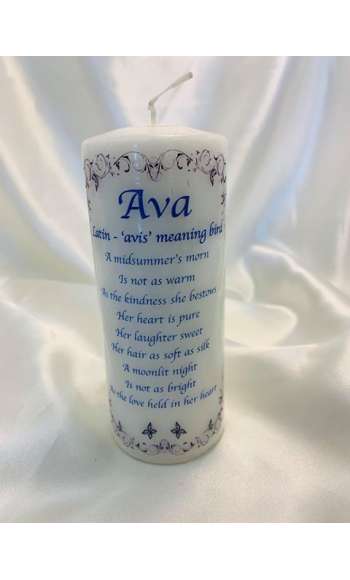 Ava
Latin - 'avis' meaning bird
A midsummer's morn
Is not as warm
As the kindness she bestows
Her heart is pure
Her laughter sweet
Her hair as soft as silk
A moonlit night
Is not as bright
As the love held in her heart